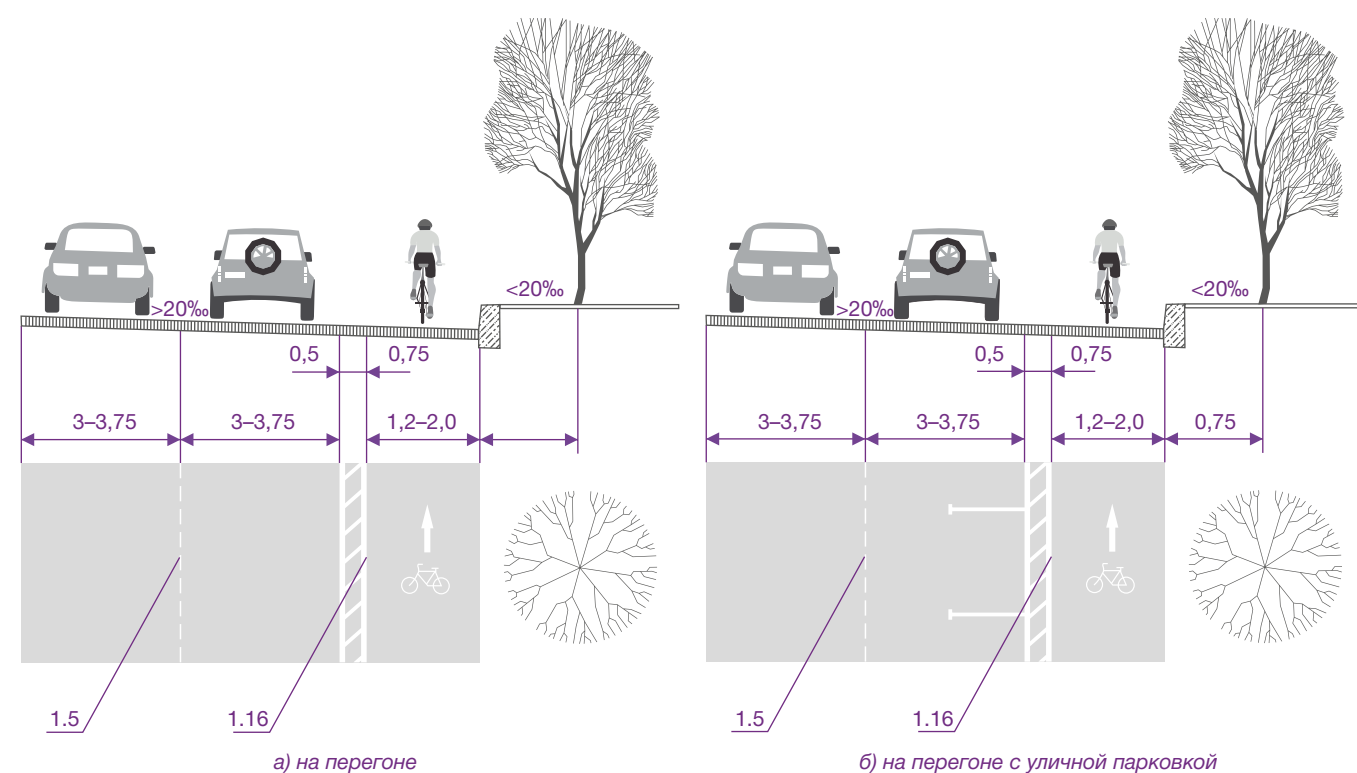 <20‰
>20‰
0,5 0,75
3–3,75 3–3,75 1,2–2,0
1.5 1.16
а) на перегоне
<20‰
>20‰
0,5 0,75
3–3,75 3–3,75 1,2–2,0 0,75
1.5 1.16
б) на перегоне с уличной парковкой